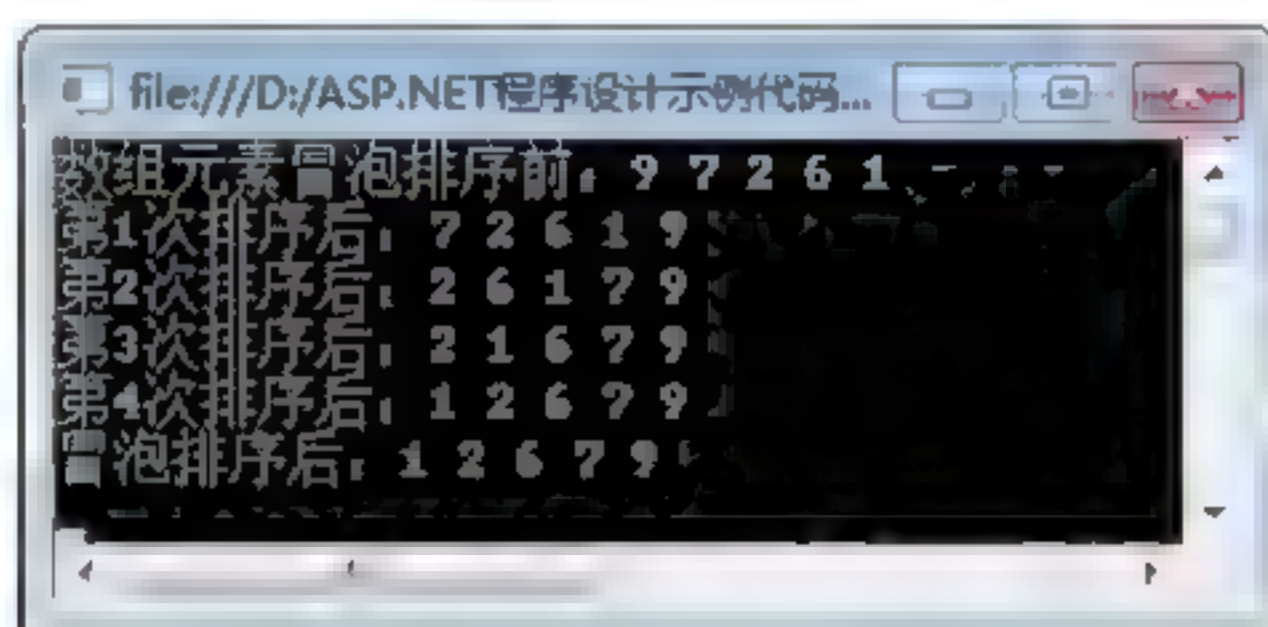 file:///D:/ASP.NET程序设计示例代码...
数组元素冒泡排序前：9 7 2 6 1
第1次排序后：7 2 6 1 9
第2次排序后：2 6 1 7 9
第3次排序后：2 1 6 7 9
第4次排序后：1 2 6 7 9
冒泡排序后：1 2 6 7 9